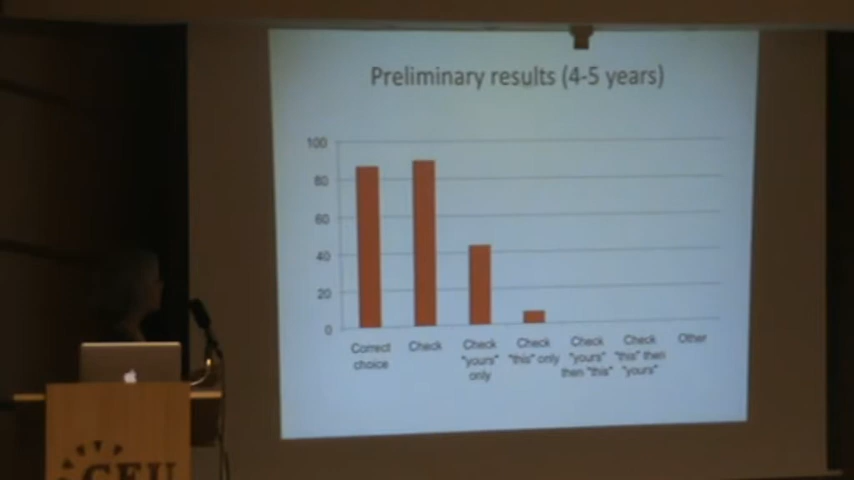 Preliminary results (4-5 years)
100
80
60
40
20
0
Correct choice
Check
Check "yours" only
Check "this" only
Check "yours" then "this"
Check "this" then "yours"
Other
CEU